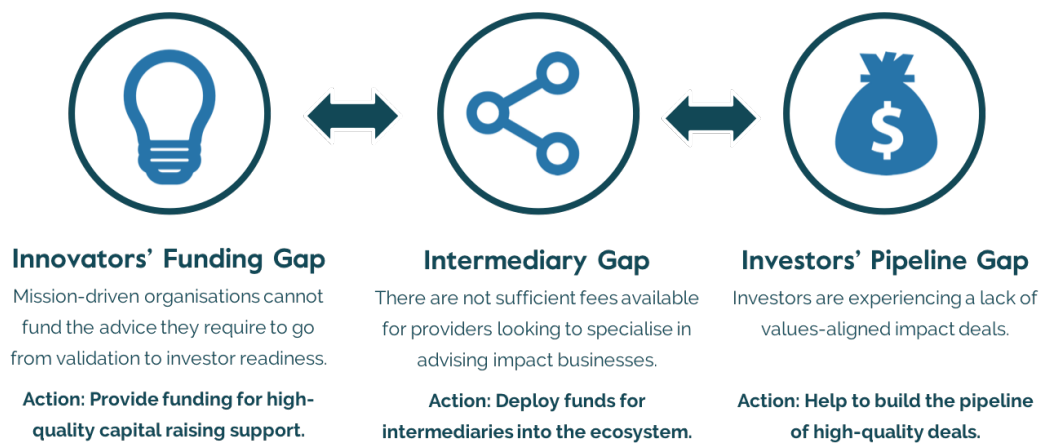 $
Innovators’ Funding Gap
Mission-driven organisations cannot
fund the advice they require to go
from validation to investor readiness.
Action: Provide funding for high-
quality capital raising support.
Intermediary Gap
There are not sufficient fees available
for providers looking to specialise in
advising impact businesses.
Action: Deploy funds for
intermediaries into the ecosystem.
Investors’ Pipeline Gap
Investors are experiencing a lack of
values-aligned impact deals.
Action: Help to build the pipeline
of high-quality deals.